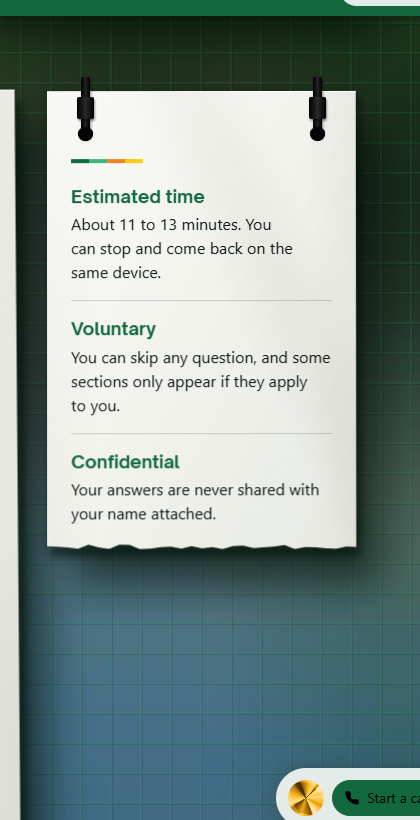 Estimated time
About 11 to 13 minutes. You
can stop and come back on the
same device.
Voluntary
You can skip any question, and some
sections only appear if they apply
to you.
Confidential
Your answers are never shared with
your name attached.
Start a